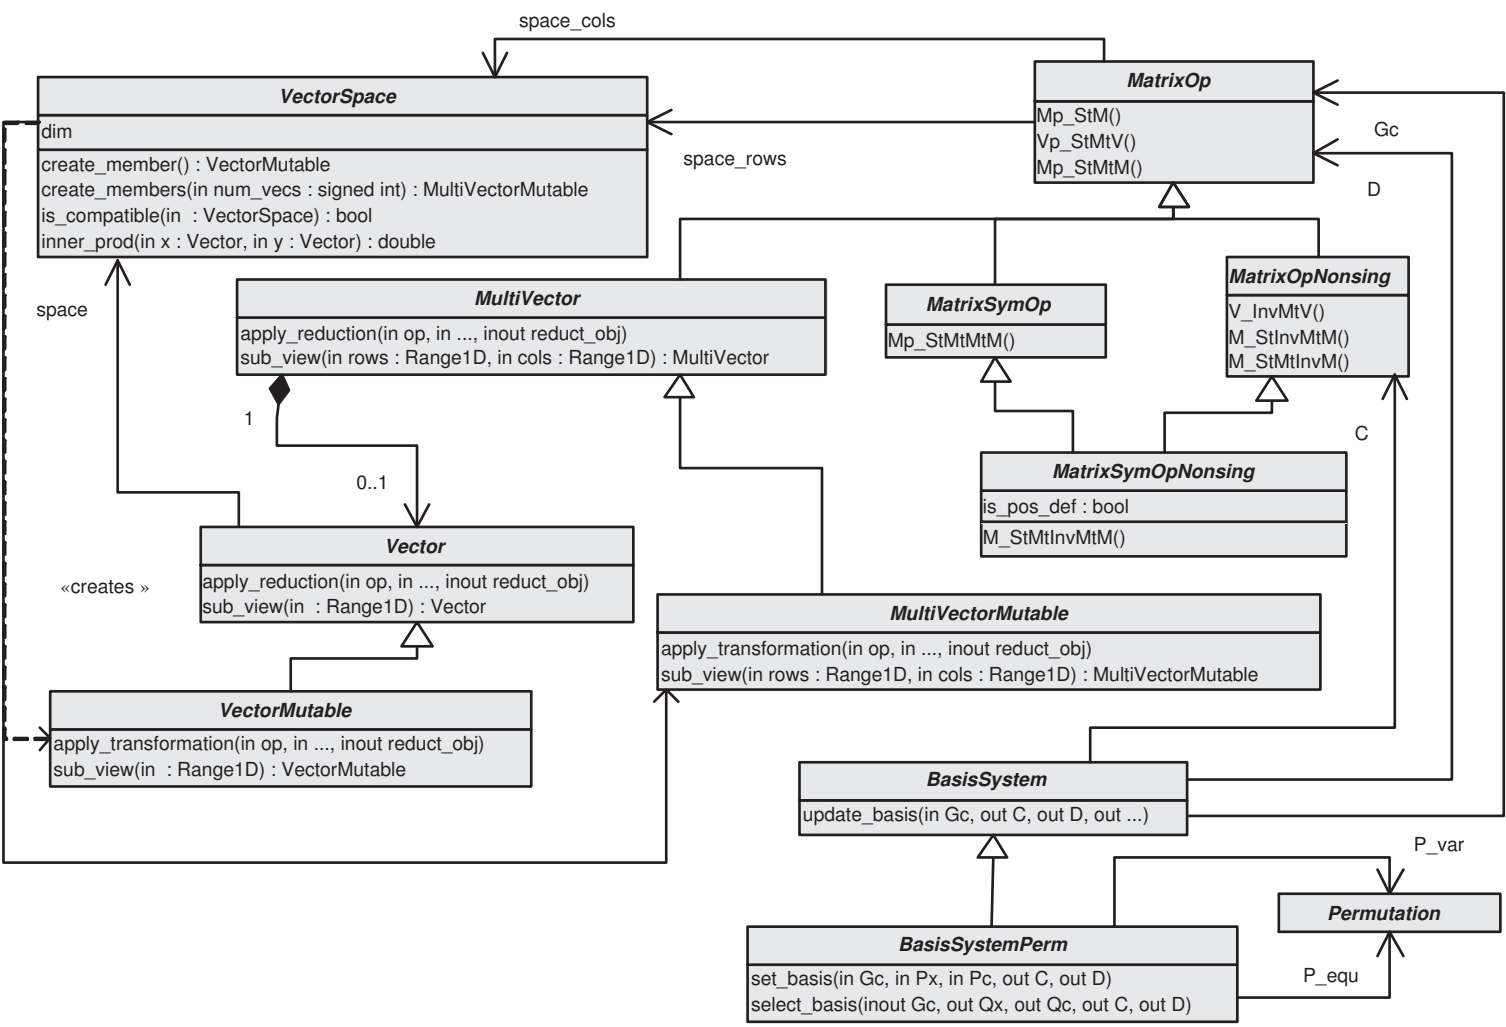 space_cols
VectorSpace
dim
create_member() : VectorMutable
create_members(in num_vecs : signed int) : MultiVectorMutable
is_compatible(in  : VectorSpace) : bool
inner_prod(in x : Vector, in y : Vector) : double
space_rows
MatrixOp
Mp_StM()
Vp_StMtV()
Mp_StMtM()
Gc
D
space
MultiVector
apply_reduction(in op, in ..., inout reduct_obj)
sub_view(in rows : Range1D, in cols : Range1D) : MultiVector
MatrixSymOp
Mp_StMtMtM()
MatrixOpNonsing
V_InvMtV()
M_StInvMtM()
M_StMtInvM()
1
0..1
C
MatrixSymOpNonsing
is_pos_def : bool
M_StMtInvMtM()
Vector
apply_reduction(in op, in ..., inout reduct_obj)
sub_view(in  : Range1D) : Vector
«creates »
MultiVectorMutable
apply_transformation(in op, in ..., inout reduct_obj)
sub_view(in rows : Range1D, in cols : Range1D) : MultiVectorMutable
VectorMutable
apply_transformation(in op, in ..., inout reduct_obj)
sub_view(in  : Range1D) : VectorMutable
BasisSystem
update_basis(in Gc, out C, out D, out ...)
P_var
Permutation
BasisSystemPerm
set_basis(in Gc, in Px, in Pc, out C, out D)
select_basis(inout Gc, out Qx, out Qc, out C, out D)
P_equ